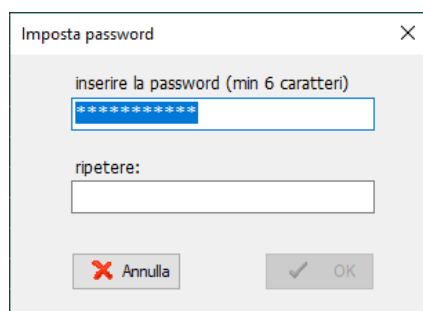 Imposta password
inserire la password (min 6 caratteri)
***********
ripetere:
Annulla
OK